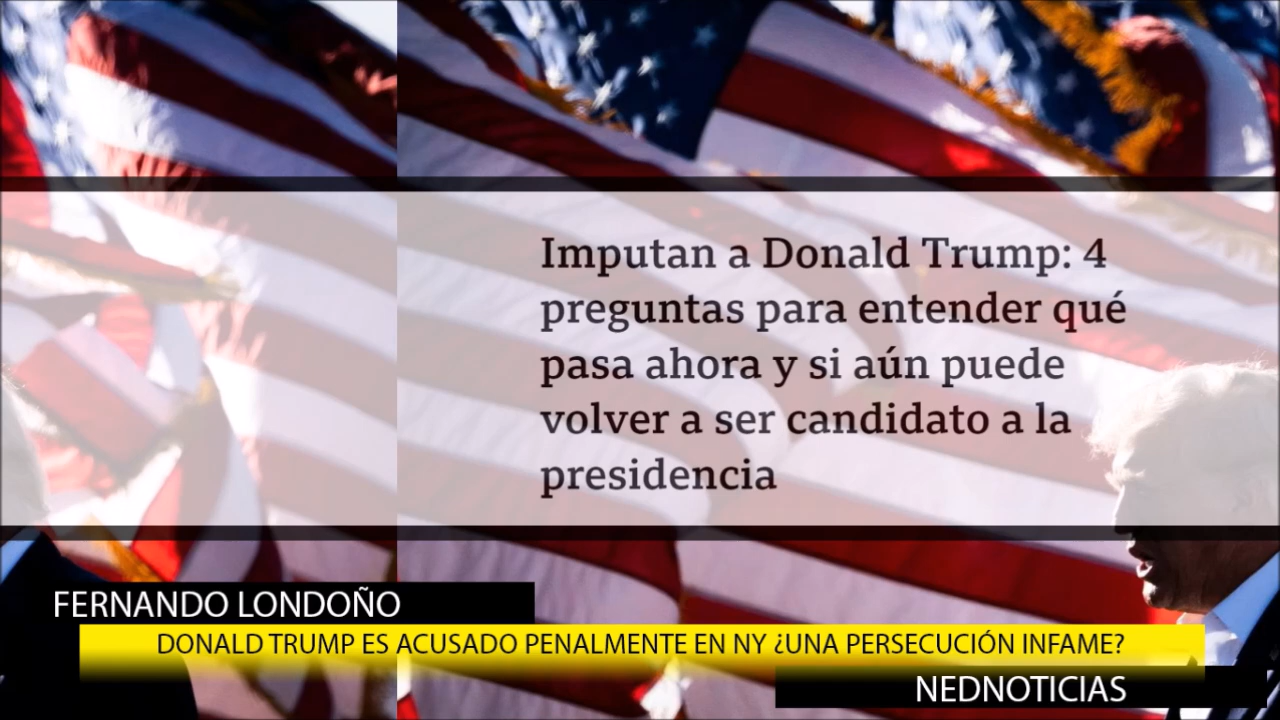 Imputan a Donald Trump: 4
preguntas para entender qué
pasa ahora y si aún puede
volver a ser candidato a la
presidencia
FERNANDO LONDOÑO
DONALD TRUMP ES ACUSADO PENALMENTE EN NY ¿UNA PERSECUCIÓN INFAME?
NEDNOTICIAS